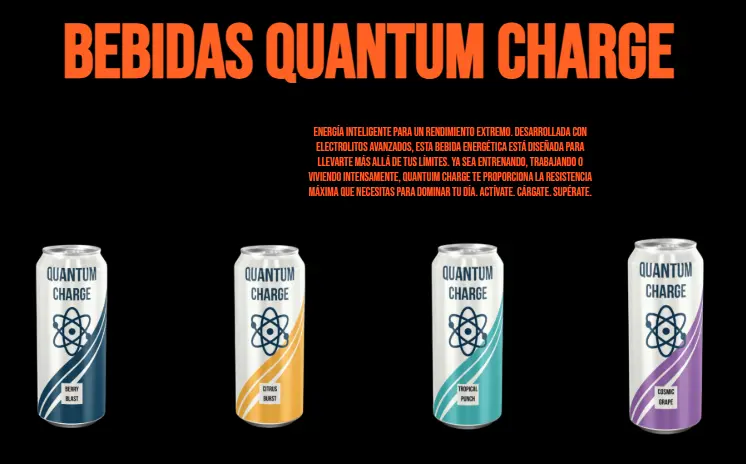 BEBIDAS QUANTUM CHARGE
ENERGÍA INTELIGENTE PARA UN RENDIMIENTO EXTREMO. DESARROLLADA CON
ELECTROLITOS AVANZADOS, ESTA BEBIDA ENERGÉTICA ESTÁ DISEÑADA PARA
LLEVARTE MÁS ALLÁ DE TUS LÍMITES. YA SEA ENTRENANDO, TRABAJANDO O
VIVIENDO INTENSAMENTE, QUANTUIM CHARGE TE PROPORCIONA LA RESISTENCIA
MÁXIMA QUE NECESITAS PARA DOMINAR TU DÍA. ACTÍVATE. CÁRGATE. SUPÉRATE.
QUANTUM
CHARGE
BERRY
BLAST
QUANTUM
CHARGE
CITRUS
BURST
QUANTUM
CHARGE
TROPICAL
PUNCH
QUANTUM
CHARGE
COSMIC
GRAPE